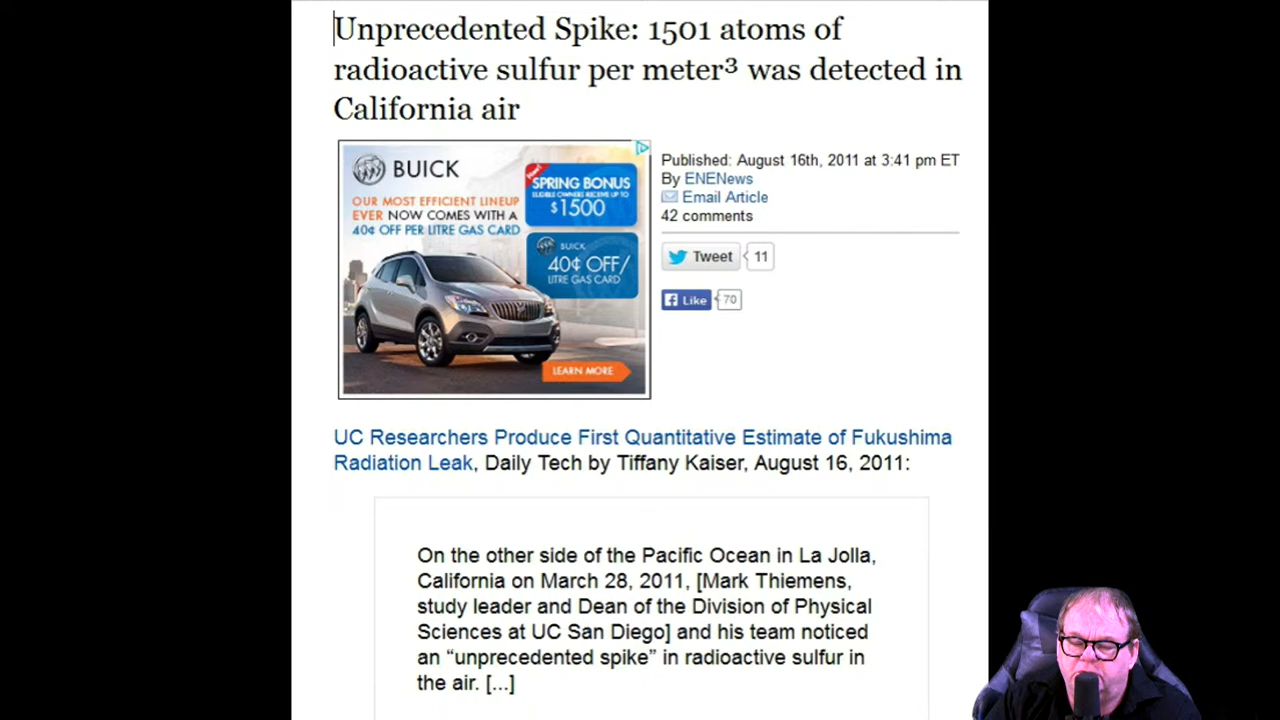 Unprecedented Spike: 1501 atoms of
radioactive sulfur per meter³ was detected in
California air
BUICK
OUR MOST EFFICIENT LINEUP
EVER NOW COMES WITH A
40¢ OFF PER LITRE GAS CARD
New!
SPRING BONUS
ELIGIBLE OWNERS RECEIVE UP TO
$1500
BUICK
40¢ OFF/
LITRE GAS CARD
LEARN MORE
Published: August 16th, 2011 at 3:41 pm ET
By ENENews
Email Article
42 comments
Tweet 11
Like 70
UC Researchers Produce First Quantitative Estimate of Fukushima
Radiation Leak, Daily Tech by Tiffany Kaiser, August 16, 2011:
On the other side of the Pacific Ocean in La Jolla,
California on March 28, 2011, [Mark Thiemens,
study leader and Dean of the Division of Physical
Sciences at UC San Diego] and his team noticed
an “unprecedented spike” in radioactive sulfur in
the air. [...]